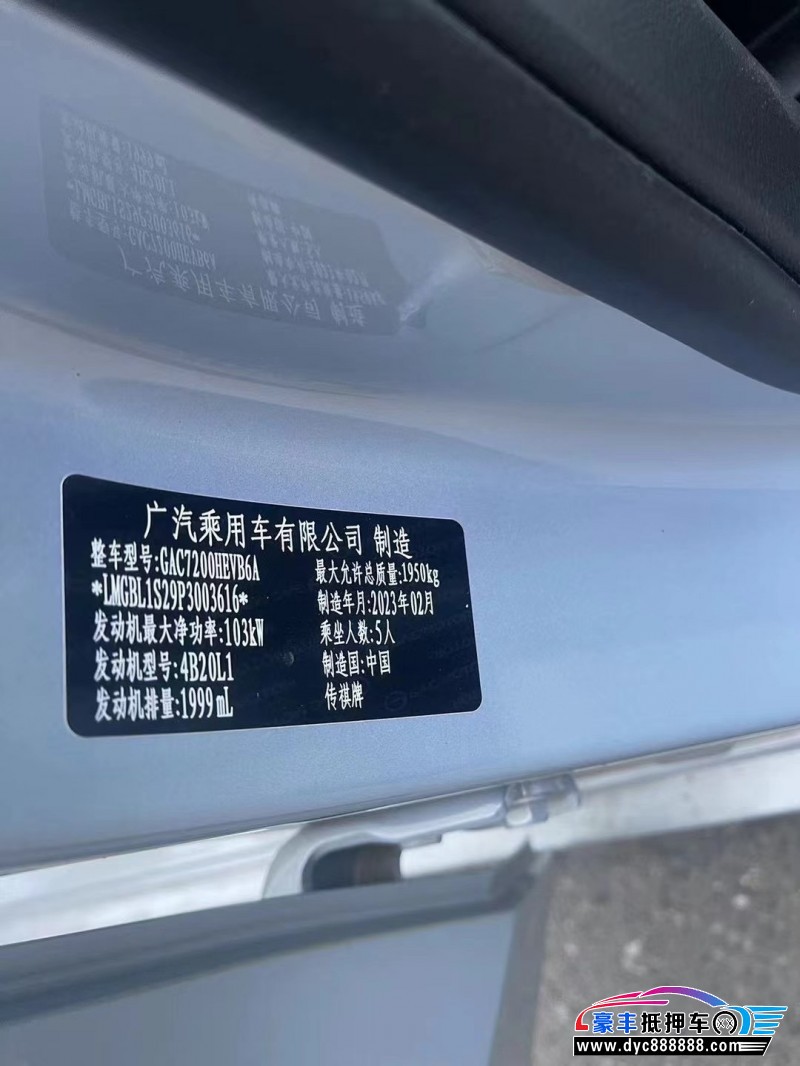 广汽乘用车有限公司 制造
整车型号:GAC7200HEVB6A
*LMGBL1S29P3003616*
发动机最大净功率:103kW
发动机型号:4B20L1
发动机排量:1999mL
最大允许总质量:1950kg
制造年月:2023年02月
乘坐人数:5人
制造国:中国
传祺牌
豪丰抵押车
www.dyc888888.com